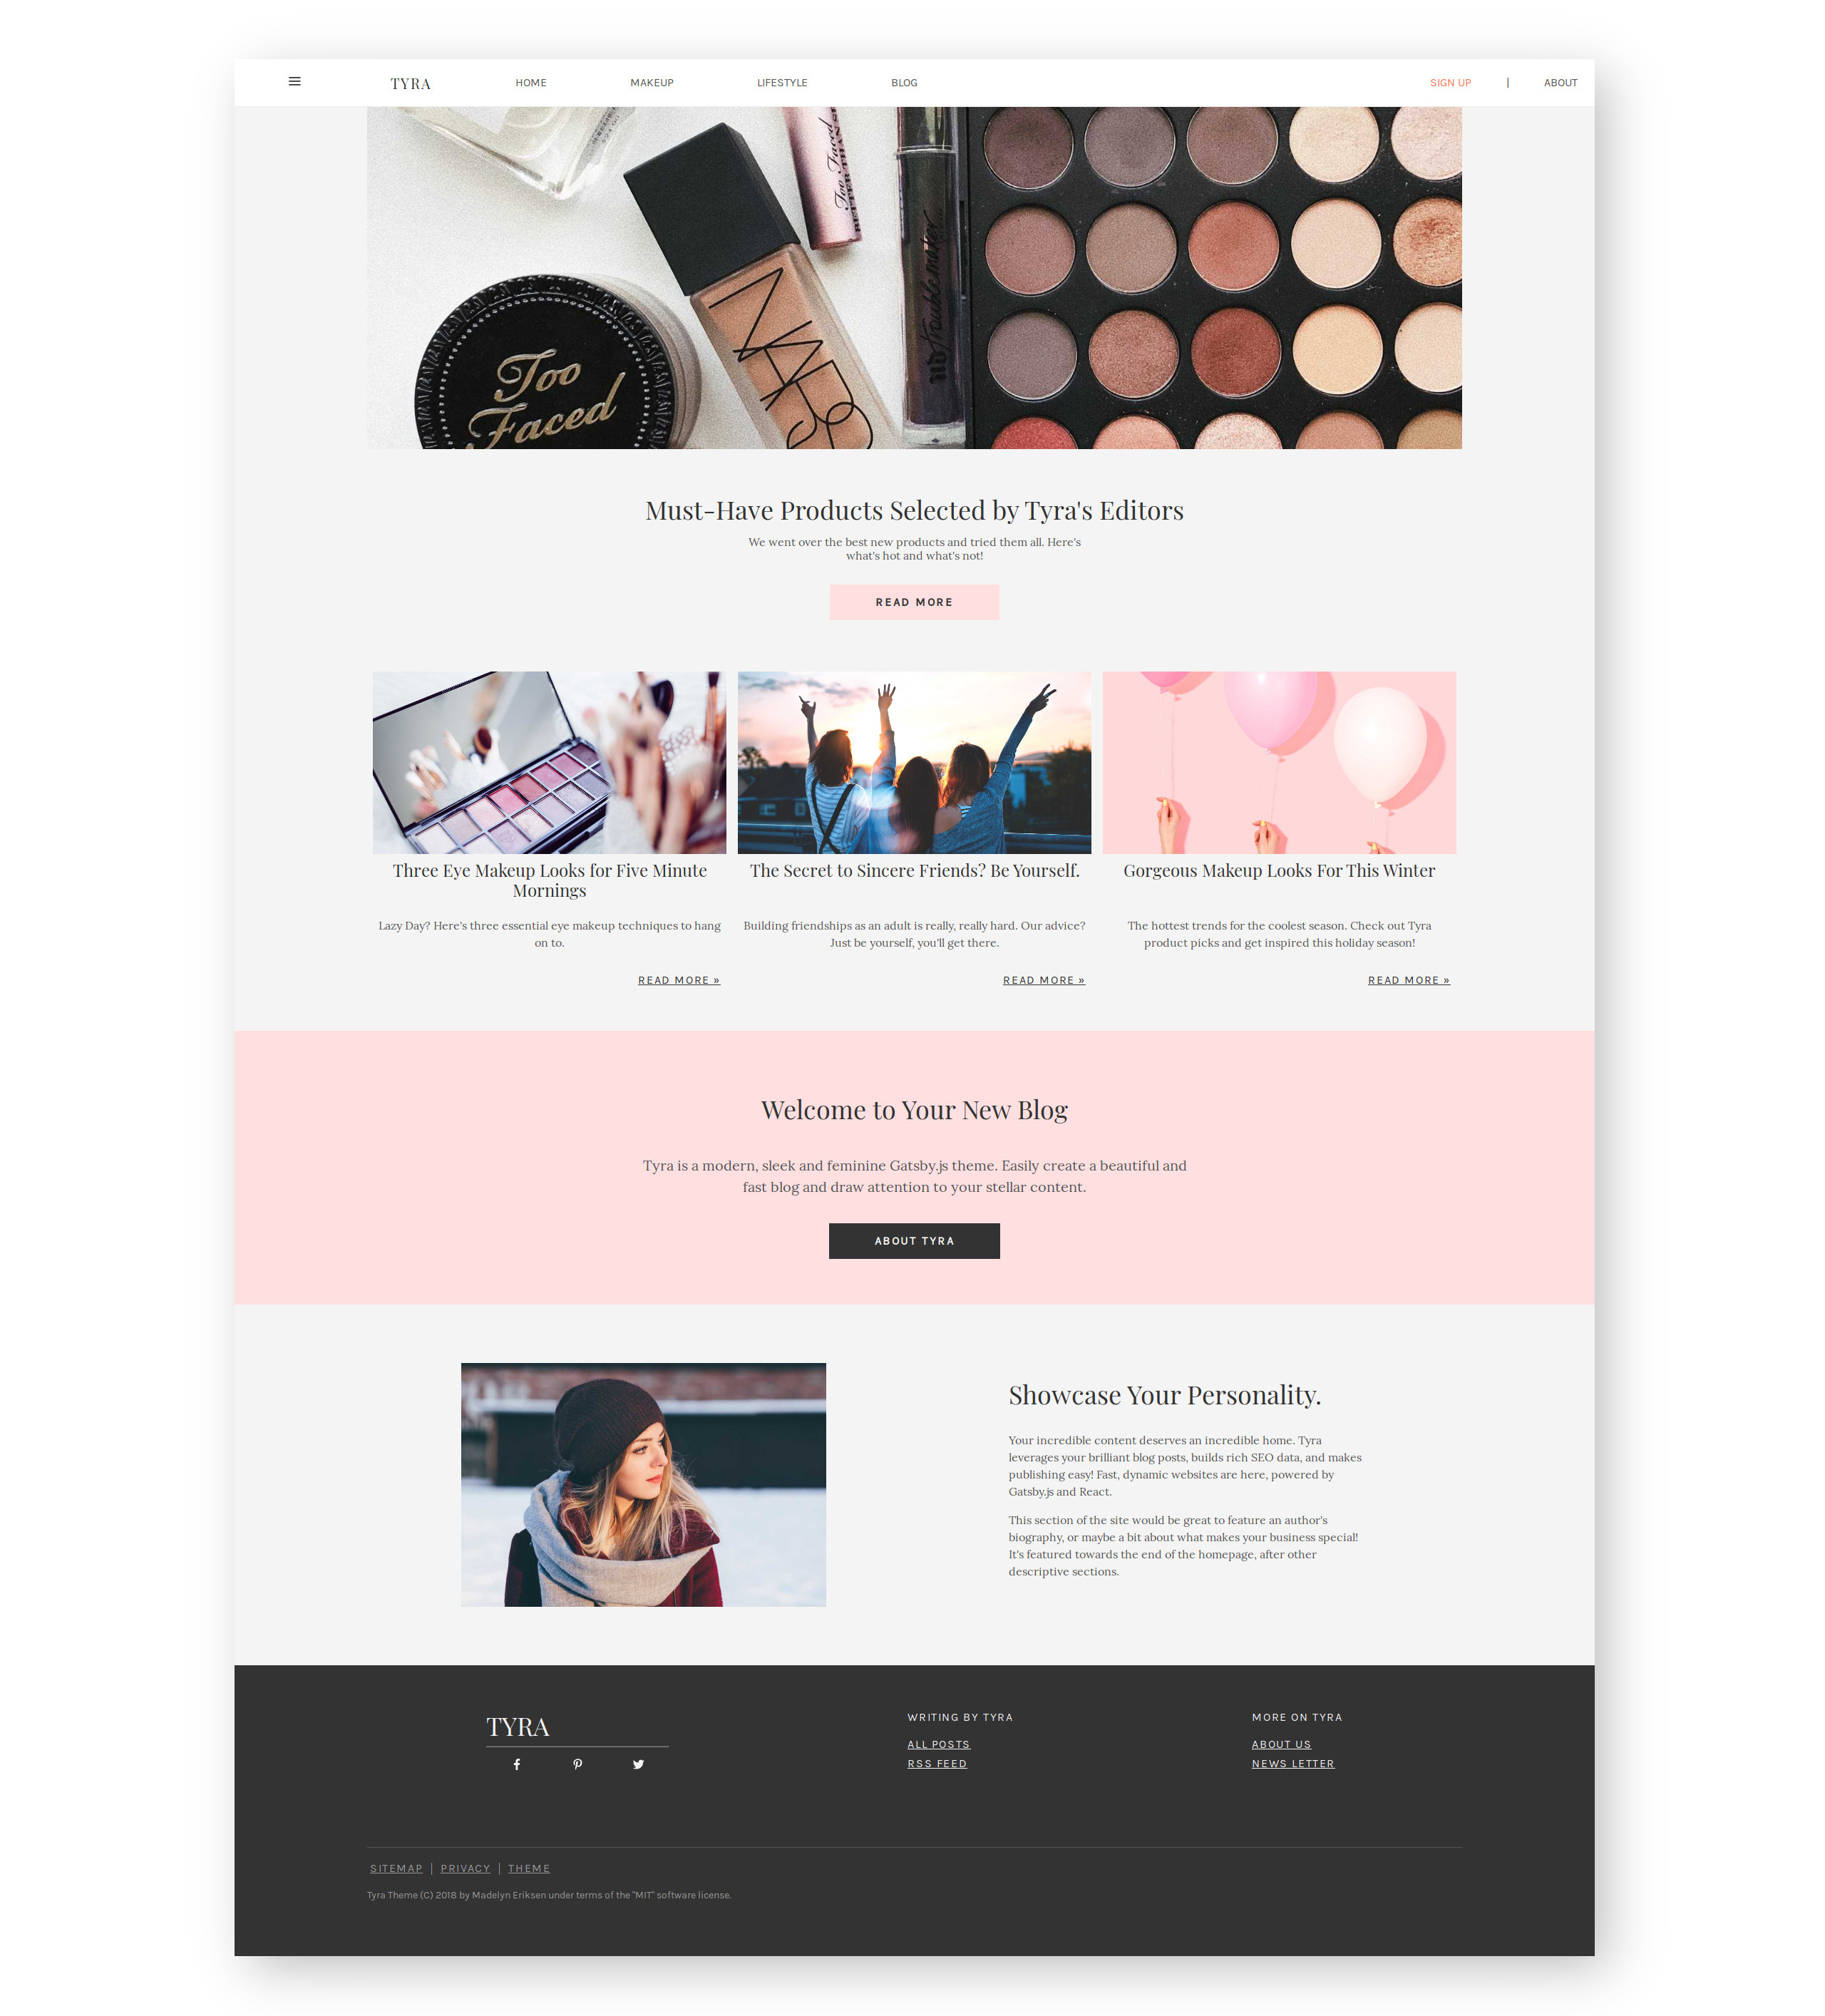 TYRA HOME MAKEUP LIFESTYLE BLOG SIGN UP | ABOUT
Too Faced
NARS
Too
Faced
Must-Have Products Selected by Tyra's Editors
We went over the best new products and tried them all. Here's
what's hot and what's not!
READ MORE
Three Eye Makeup Looks for Five Minute
Mornings
Lazy Day? Here's three essential eye makeup techniques to hang
on to.
READ MORE »
The Secret to Sincere Friends? Be Yourself.
Building friendships as an adult is really, really hard. Our advice?
Just be yourself, you'll get there.
READ MORE »
Gorgeous Makeup Looks For This Winter
The hottest trends for the coolest season. Check out Tyra
product picks and get inspired this holiday season!
READ MORE »
Welcome to Your New Blog
Tyra is a modern, sleek and feminine Gatsby.js theme. Easily create a beautiful and
fast blog and draw attention to your stellar content.
ABOUT TYRA
Showcase Your Personality.
Your incredible content deserves an incredible home. Tyra
leverages your brilliant blog posts, builds rich SEO data, and makes
publishing easy! Fast, dynamic websites are here, powered by
Gatsby.js and React.
This section of the site would be great to feature an author's
biography, or maybe a bit about what makes your business special!
It's featured towards the end of the homepage, after other
descriptive sections.
TYRA
WRITING BY TYRA
ALL POSTS
RSS FEED
MORE ON TYRA
ABOUT US
NEWS LETTER
SITEMAP | PRIVACY | THEME
Tyra Theme (C) 2018 by Madelyn Eriksen under terms of the "MIT" software license.